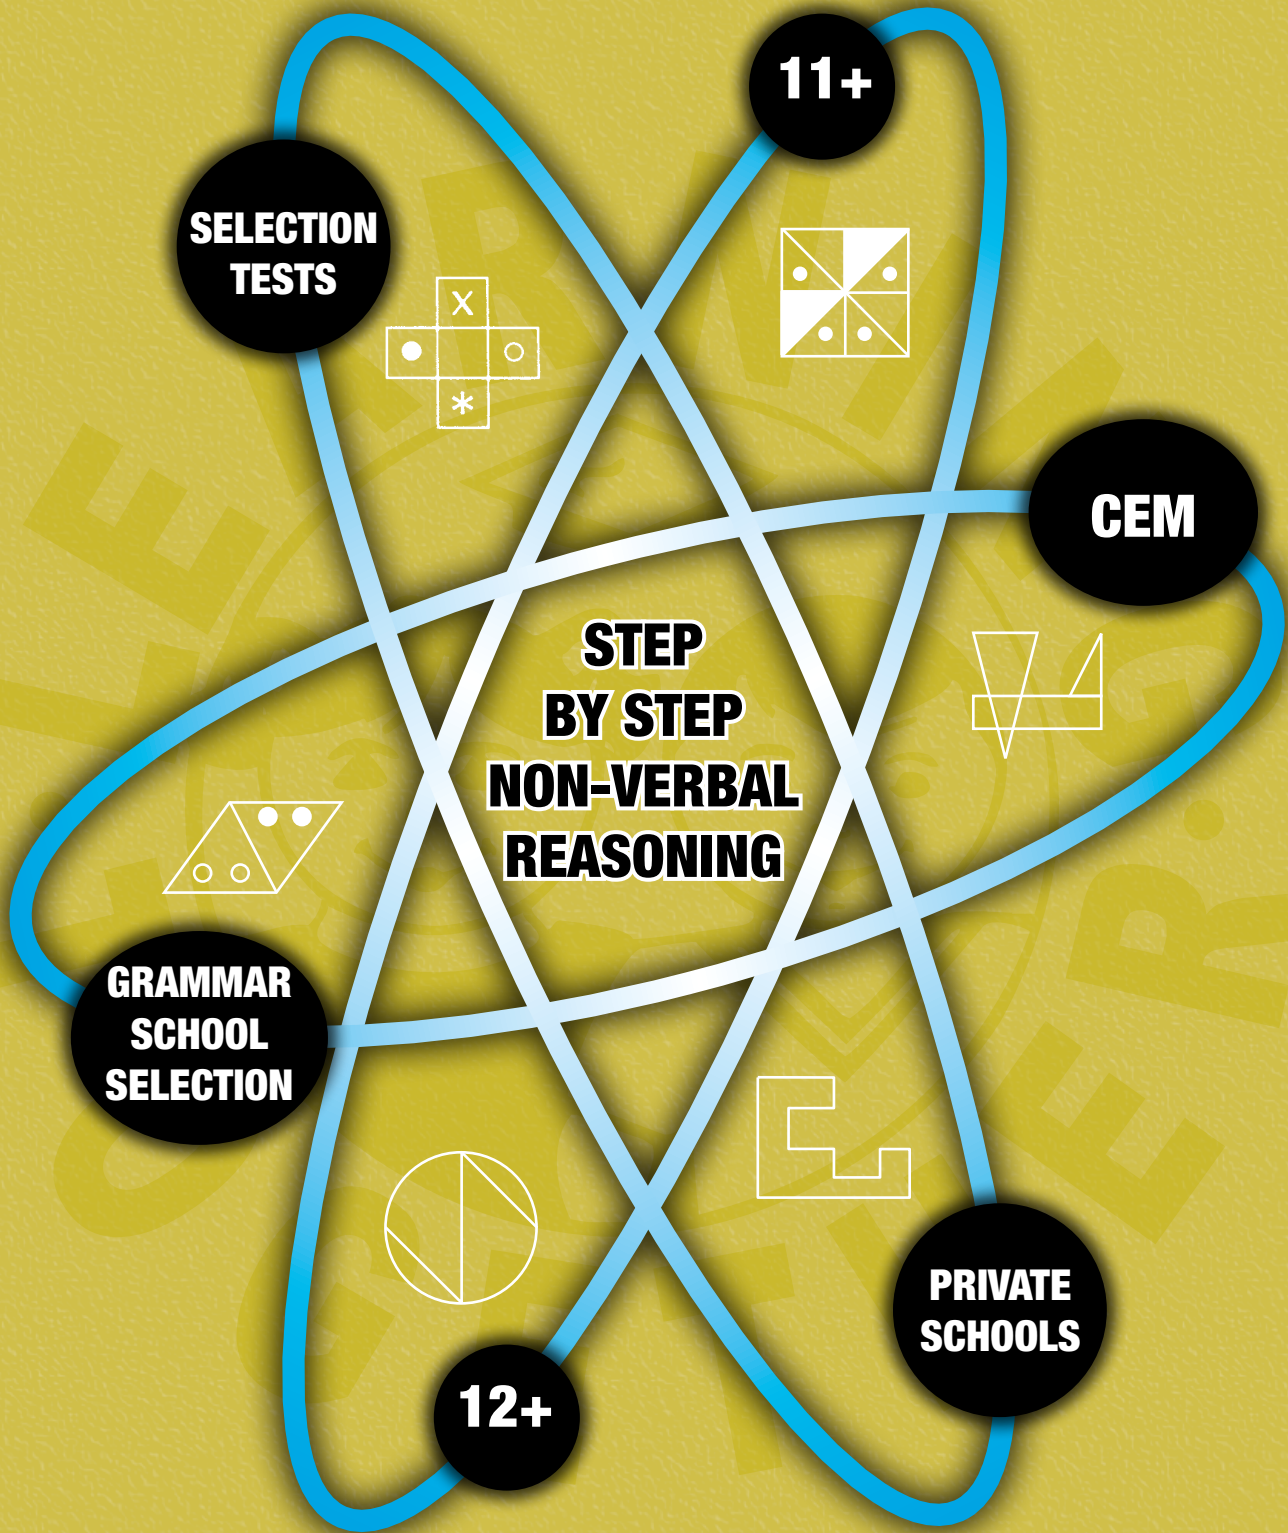 11+
SELECTION
TESTS
X
*
CEM
STEP
BY STEP
NON-VERBAL
REASONING
GRAMMAR
SCHOOL
SELECTION
PRIVATE
SCHOOLS
12+